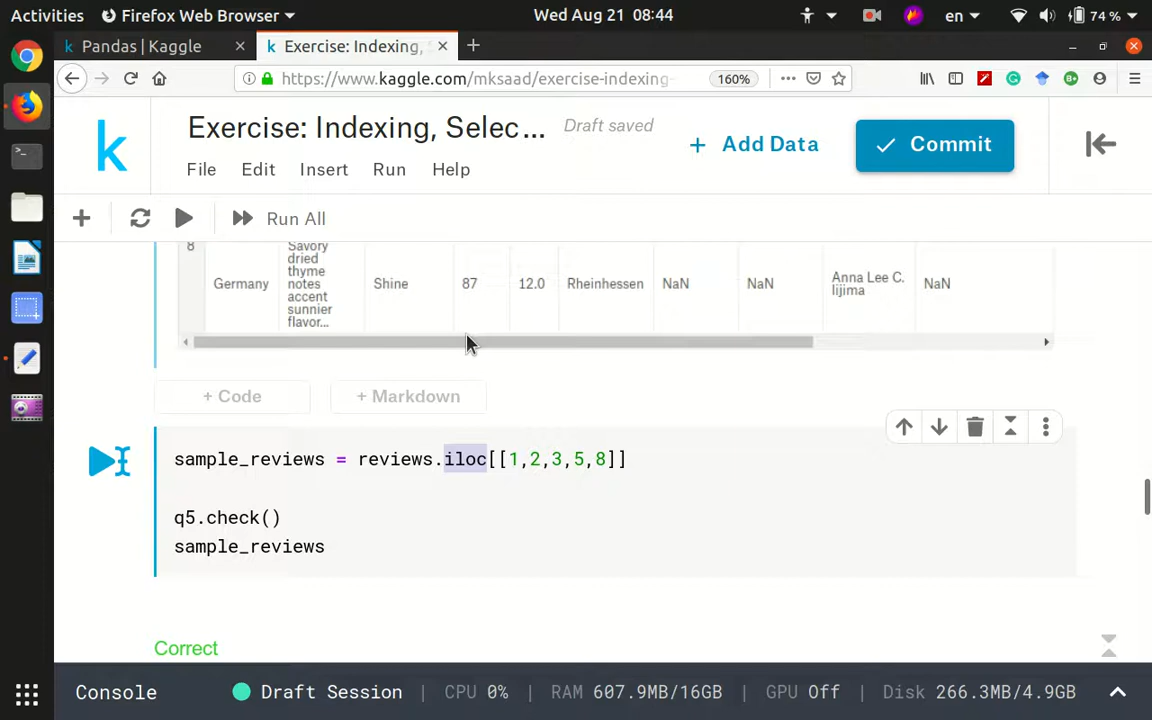 Activities Firefox Web Browser Wed Aug 21 08:44 en 74 %
Pandas | Kaggle Exercise: Indexing,
https://www.kaggle.com/mksaad/exercise-indexing- 160%
k Exercise: Indexing, Selec... Draft saved + Add Data Commit
File Edit Insert Run Help
Run All
8 Germany Savory dried thyme notes accent sunnier flavor... Shine 87 12.0 Rheinhessen NaN NaN Anna Lee C. Iijima NaN
+ Code + Markdown
sample_reviews = reviews.iloc[[1,2,3,5,8]]
q5.check()
sample_reviews
Correct
Console Draft Session | CPU 0% | RAM 607.9MB/16GB | GPU Off | Disk 266.3MB/4.9GB